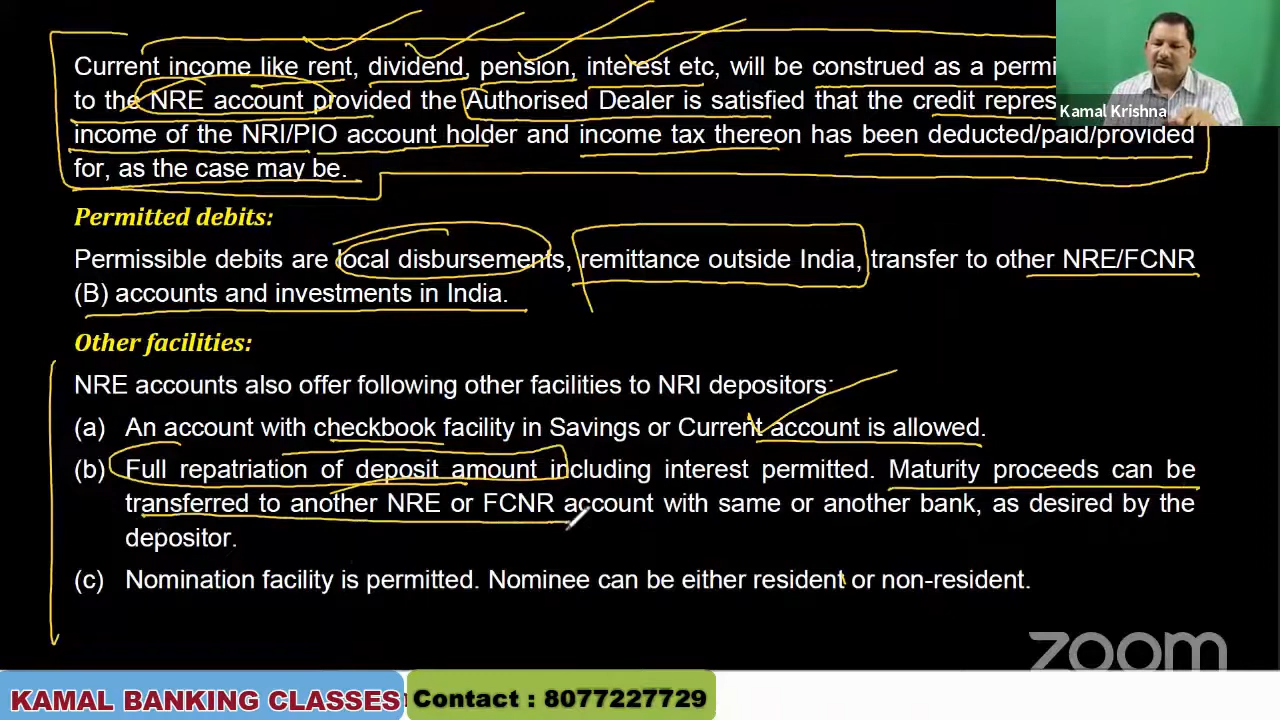 Current income like rent, dividend, pension, interest etc, will be construed as a permi
to the NRE account provided the Authorised Dealer is satisfied that the credit repres
income of the NRI/PIO account holder and income tax thereon has been deducted/paid/provided
for, as the case may be.
Kamal Krishna
Permitted debits:
Permissible debits are local disbursements, remittance outside India, transfer to other NRE/FCNR
(B) accounts and investments in India.
Other facilities:
NRE accounts also offer following other facilities to NRI depositors:
(a) An account with checkbook facility in Savings or Current account is allowed.
(b) Full repatriation of deposit amount including interest permitted. Maturity proceeds can be
transferred to another NRE or FCNR account with same or another bank, as desired by the
depositor.
(c) Nomination facility is permitted. Nominee can be either resident or non-resident.
zoom
KAMAL BANKING CLASSES
Contact : 8077227729